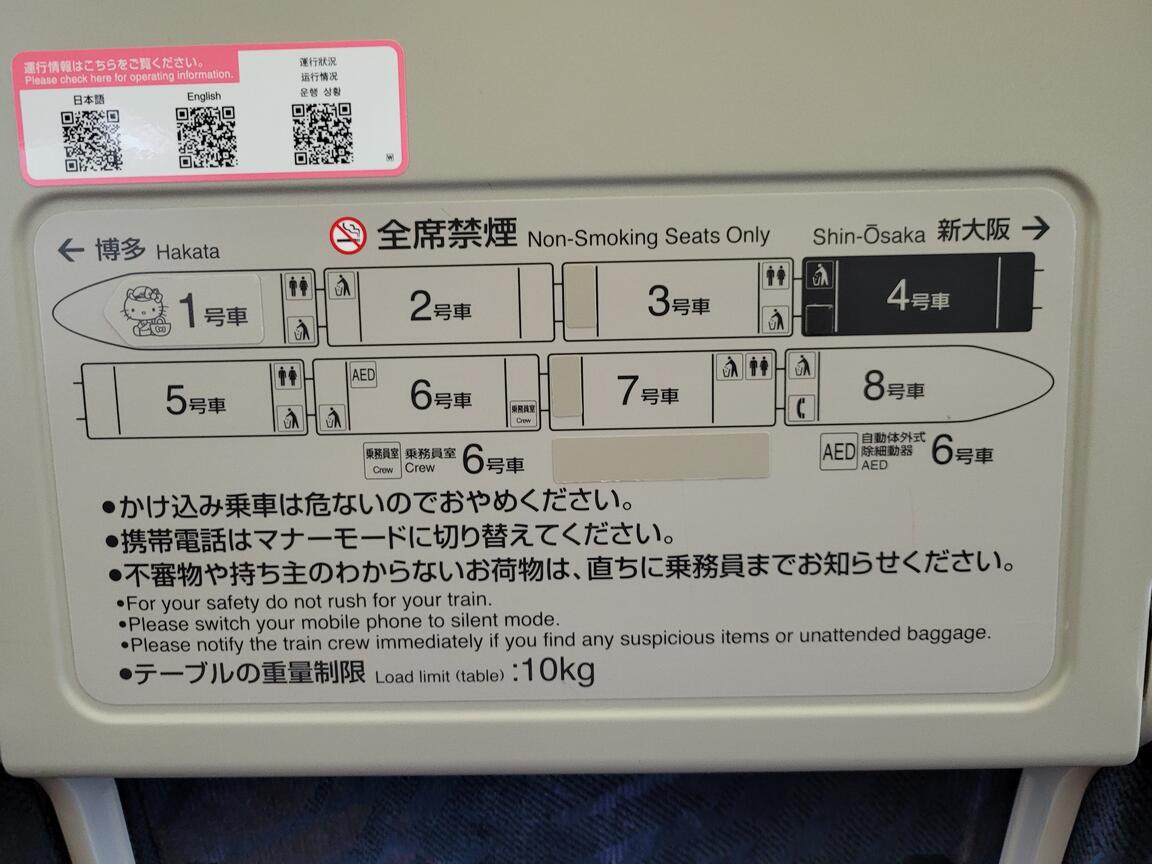 運行情報はこちらをご覧ください。
Please check here for operating information.
日本語
English
運行狀況
运行情况
운행 상황
W
← 博多 Hakata
全席禁煙 Non-Smoking Seats Only
Shin-Ōsaka 新大阪 →
1号車
2号車
3号車
4号車
5号車
AED
6号車
乗務員室
Crew
7号車
8号車
乗務員室
Crew
乗務員室
Crew
6号車
AED
自動体外式
除細動器
AED
6号車
●かけ込み乗車は危ないのでおやめください。
●携帯電話はマナーモードに切り替えてください。
●不審物や持ち主のわからないお荷物は、直ちに乗務員までお知らせください。
•For your safety do not rush for your train.
•Please switch your mobile phone to silent mode.
•Please notify the train crew immediately if you find any suspicious items or unattended baggage.
●テーブルの重量制限 Load limit (table) :10kg